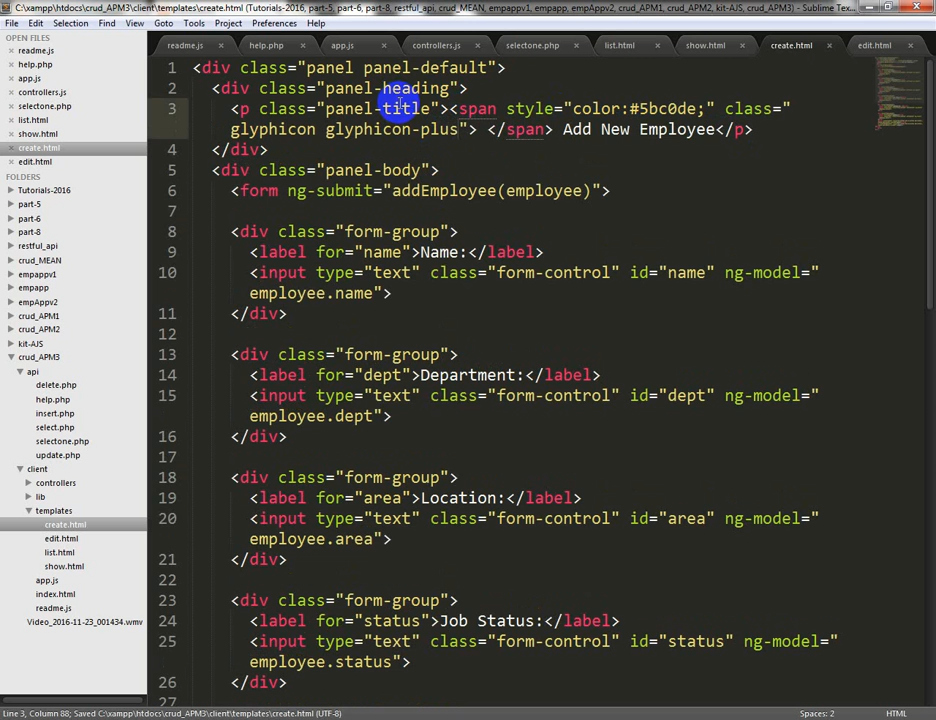 C:\xampp\htdocs\crud_APM3\client\templates\create.html (Tutorials-2016, part-5, part-6, part-8, restful_api, crud_MEAN, empappv1, empapp, empAppv2, crud_APM1, crud_APM2, kit-AJS, crud_APM3) - Sublime Tex...
File Edit Selection Find View Goto Tools Project Preferences Help
OPEN FILES
readme.js
help.php
app.js
controllers.js
selectone.php
list.html
show.html
create.html
edit.html
FOLDERS
Tutorials-2016
part-5
part-6
part-8
restful_api
crud_MEAN
empappv1
empapp
empAppv2
crud_APM1
crud_APM2
kit-AJS
crud_APM3
api
delete.php
help.php
insert.php
select.php
selectone.php
update.php
client
controllers
lib
templates
create.html
edit.html
list.html
show.html
app.js
index.html
readme.js
Video_2016-11-23_001434.wmv
readme.js × help.php × app.js × controllers.js × selectone.php × list.html × show.html × create.html × edit.html ×
1 <div class="panel panel-default">
2 <div class="panel-heading">
3 <p class="panel-title"><span style="color:#5bc0de;" class="
glyphicon glyphicon-plus"> </span> Add New Employee</p>
4 </div>
5 <div class="panel-body">
6 <form ng-submit="addEmployee(employee)">
7
8 <div class="form-group">
9 <label for="name">Name:</label>
10 <input type="text" class="form-control" id="name" ng-model="
employee.name">
11 </div>
12
13 <div class="form-group">
14 <label for="dept">Department:</label>
15 <input type="text" class="form-control" id="dept" ng-model="
employee.dept">
16 </div>
17
18 <div class="form-group">
19 <label for="area">Location:</label>
20 <input type="text" class="form-control" id="area" ng-model="
employee.area">
21 </div>
22
23 <div class="form-group">
24 <label for="status">Job Status:</label>
25 <input type="text" class="form-control" id="status" ng-model="
employee.status">
26 </div>
27
Line 3, Column 88; Saved C:\xampp\htdocs\crud_APM3\client\templates\create.html (UTF-8) Spaces: 2 HTML